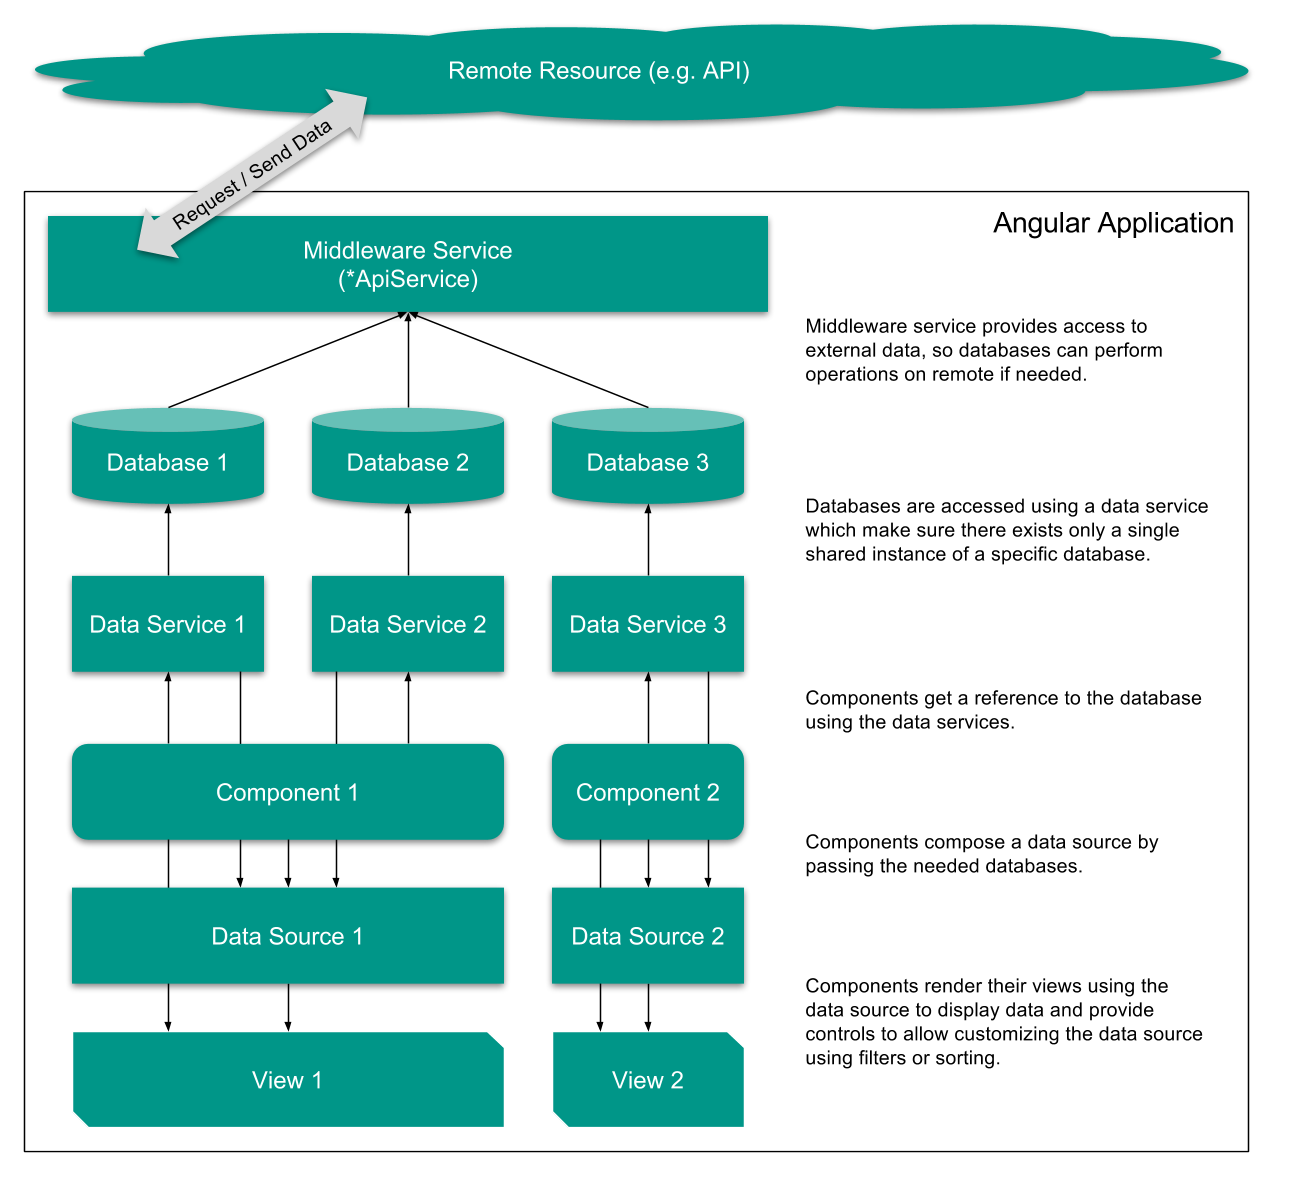 Remote Resource (e.g. API)
Request / Send Data
Angular Application
Middleware Service
(*ApiService)
Middleware service provides access to
external data, so databases can perform
operations on remote if needed.
Database 1
Database 2
Database 3
Databases are accessed using a data service
which make sure there exists only a single
shared instance of a specific database.
Data Service 1
Data Service 2
Data Service 3
Components get a reference to the database
using the data services.
Component 1
Component 2
Components compose a data source by
passing the needed databases.
Data Source 1
Data Source 2
Components render their views using the
data source to display data and provide
controls to allow customizing the data source
using filters or sorting.
View 1
View 2